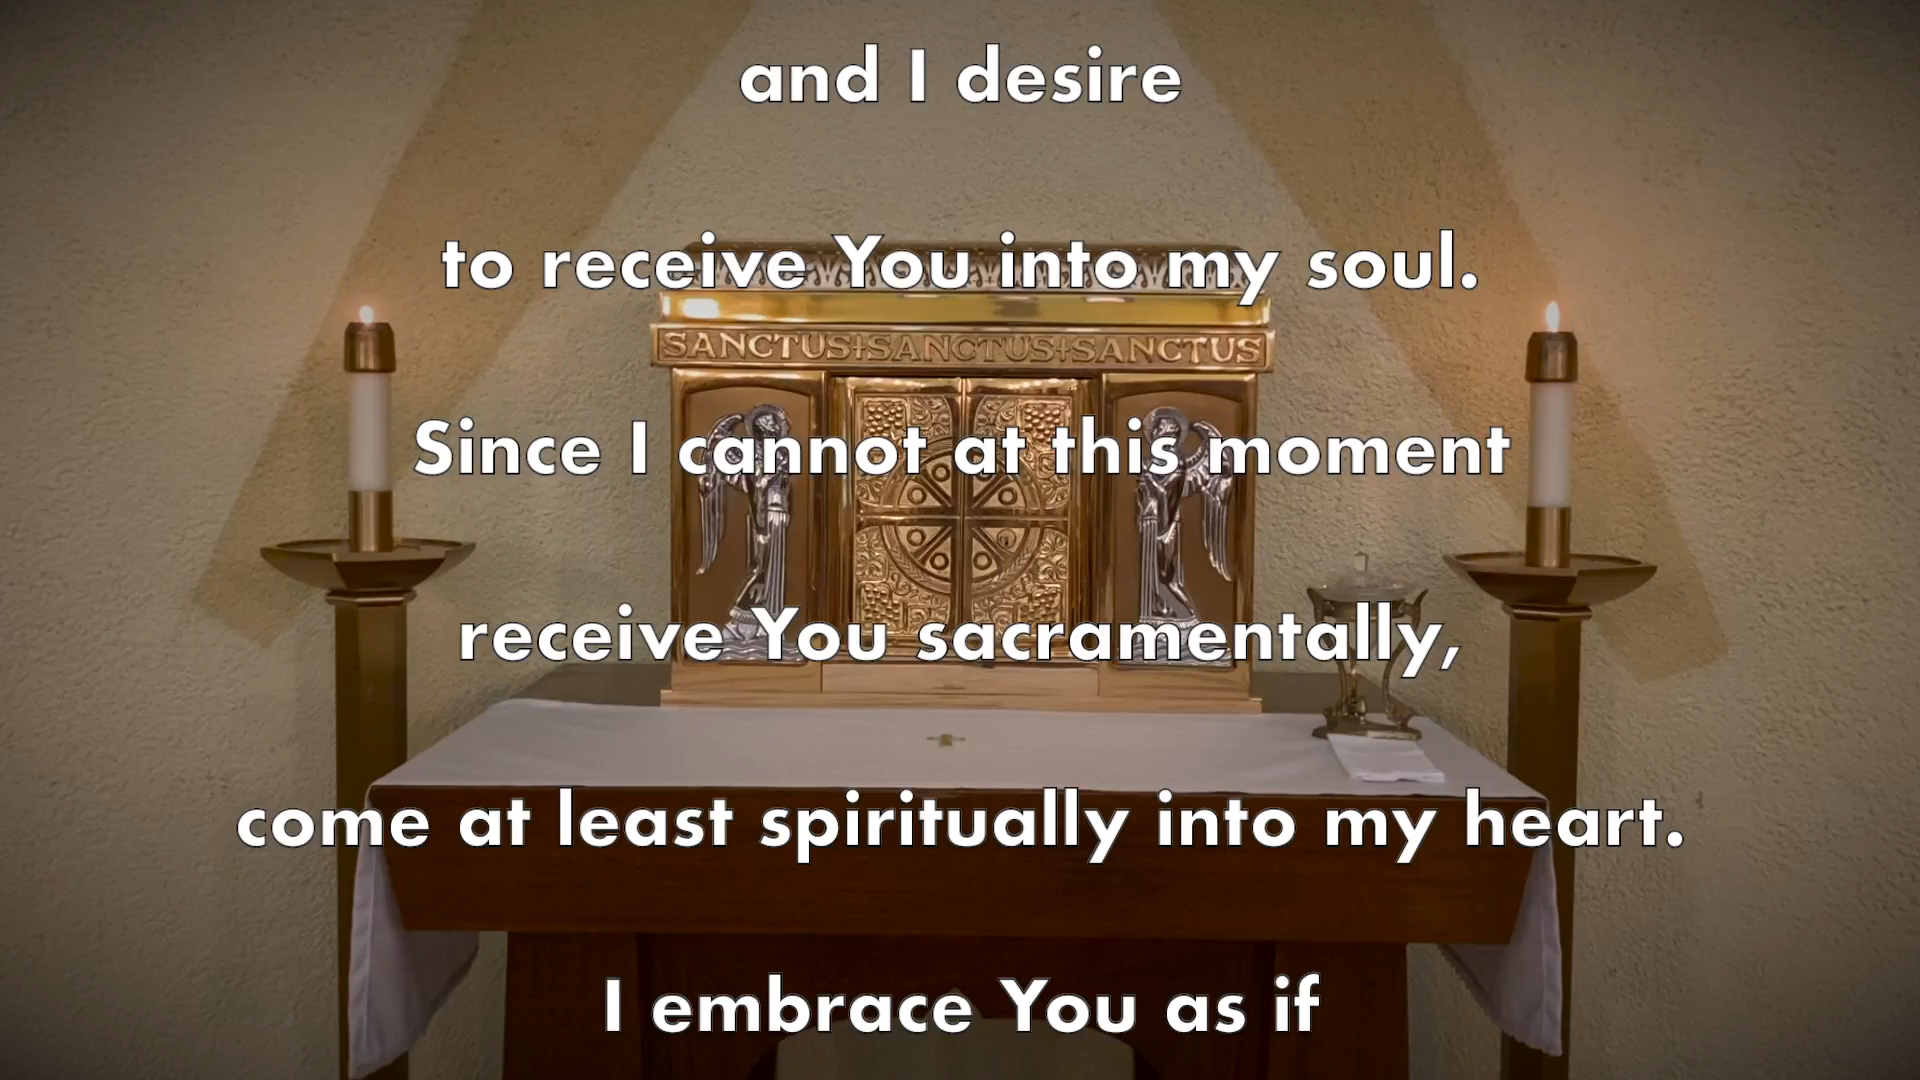 and I desire
to receive You into my soul.
SANCTUS+SANCTUS+SANCTUS
Since I cannot at this moment
receive You sacramentally,
come at least spiritually into my heart.
I embrace You as if